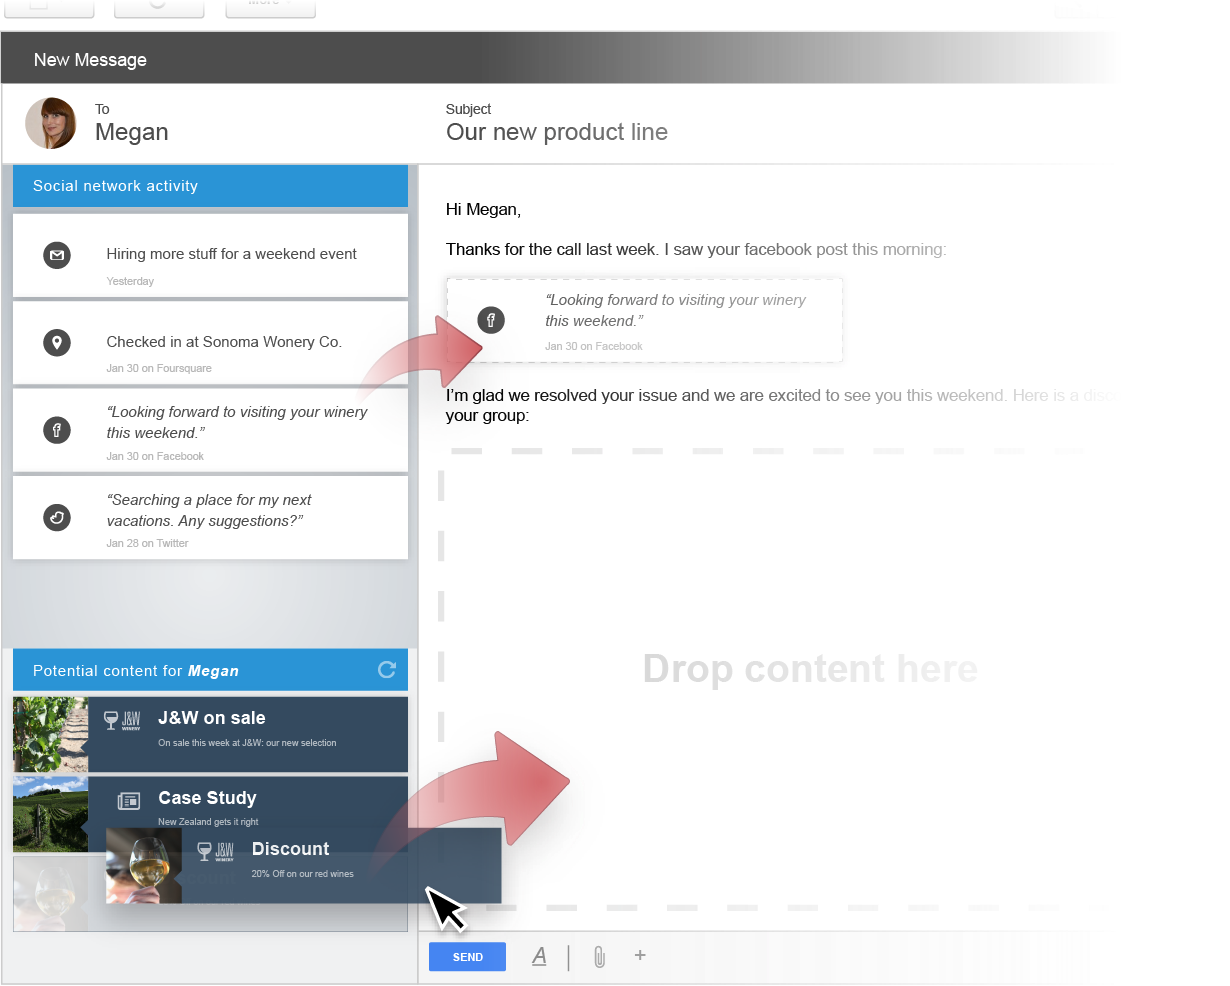 More
New Message
To
Megan
Subject
Our new product line
Social network activity
Hiring more stuff for a weekend event
Yesterday
Checked in at Sonoma Wonery Co.
Jan 30 on Foursquare
“Looking forward to visiting your winery
this weekend.”
Jan 30 on Facebook
“Searching a place for my next
vacations. Any suggestions?”
Jan 28 on Twitter
Potential content for Megan
J&W
WINERY
J&W on sale
On sale this week at J&W: our new selection
Case Study
New Zealand gets it right
J&W
WINERY
Discount
20% Off on our red wines
Hi Megan,
Thanks for the call last week. I saw your facebook post this morning:
“Looking forward to visiting your winery
this weekend.”
Jan 30 on Facebook
I’m glad we resolved your issue and we are excited to see you this weekend. Here is a
your group:
Drop content here
SEND
A
+